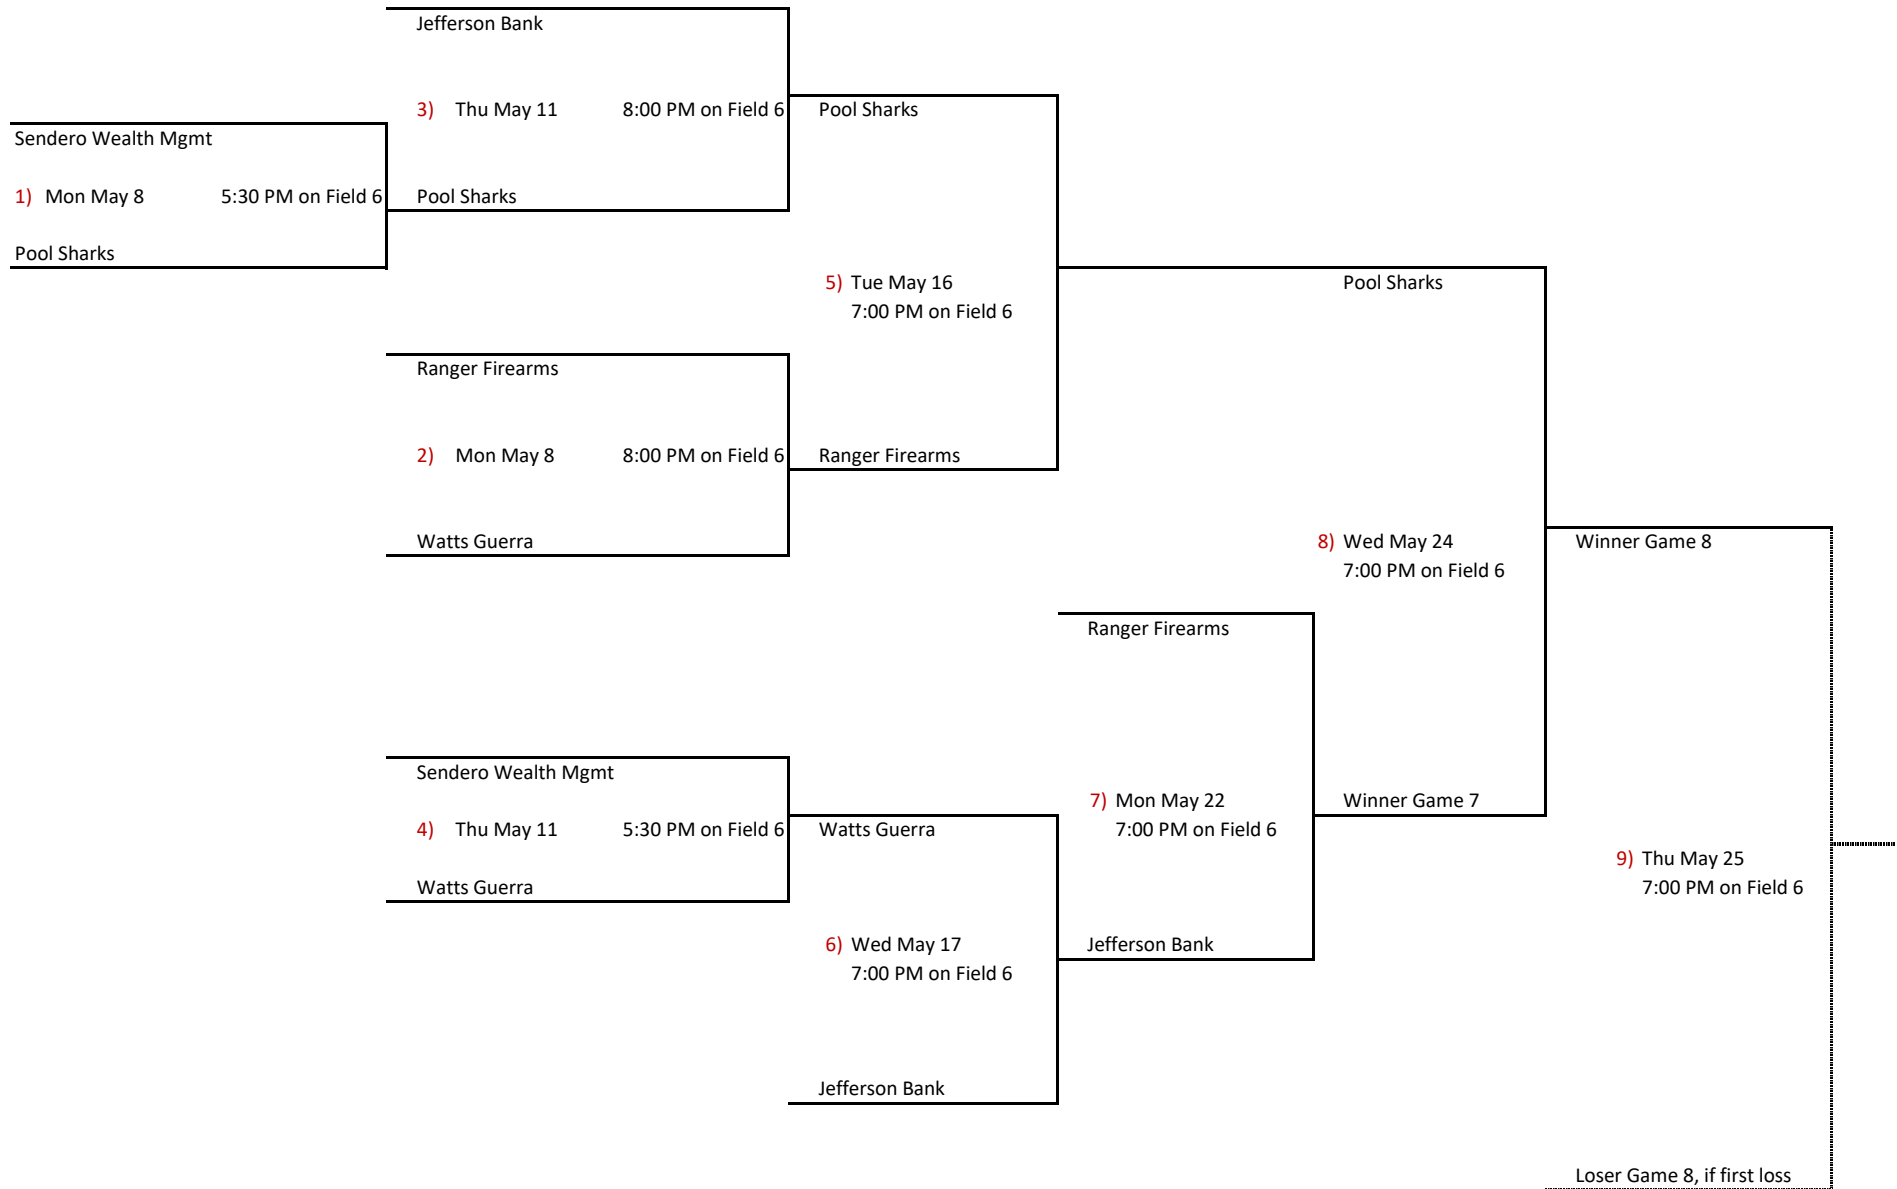 Jefferson Bank
3) Thu May 11 8:00 PM on Field 6 Pool Sharks
Sendero Wealth Mgmt
1) Mon May 8 5:30 PM on Field 6 Pool Sharks
Pool Sharks
5) Tue May 16 Pool Sharks
7:00 PM on Field 6
Ranger Firearms
2) Mon May 8 8:00 PM on Field 6 Ranger Firearms
Watts Guerra 8) Wed May 24 Winner Game 8
7:00 PM on Field 6
Ranger Firearms
Sendero Wealth Mgmt
7) Mon May 22 Winner Game 7
4) Thu May 11 5:30 PM on Field 6 Watts Guerra 7:00 PM on Field 6
9) Thu May 25
Watts Guerra 7:00 PM on Field 6
6) Wed May 17 Jefferson Bank
7:00 PM on Field 6
Jefferson Bank
Loser Game 8, if first loss